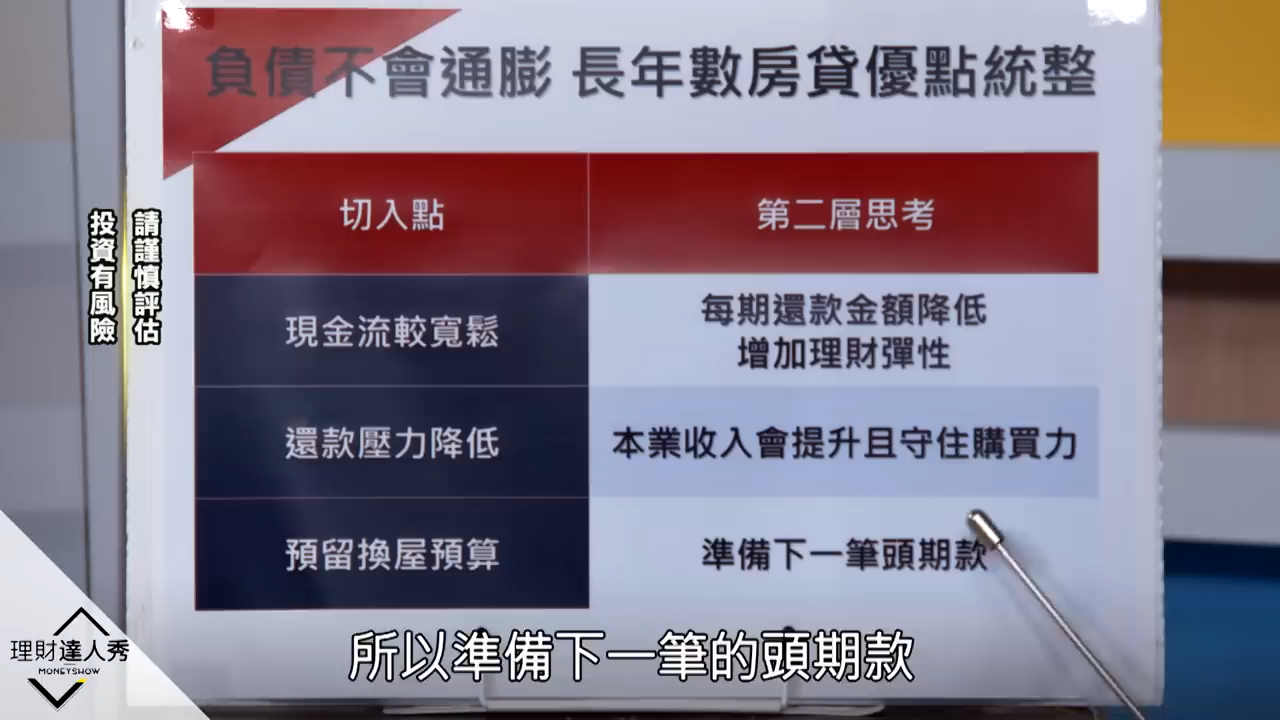 負債不會通膨 長年數房貸優點統整
切入點
第二層思考
現金流較寬鬆
每期還款金額降低
增加理財彈性
還款壓力降低
本業收入會提升且守住購買力
預留換屋預算
準備下一筆頭期款
投資有風險
請謹慎評估
理財達人秀
MONEYSHOW
所以準備下一筆的頭期款